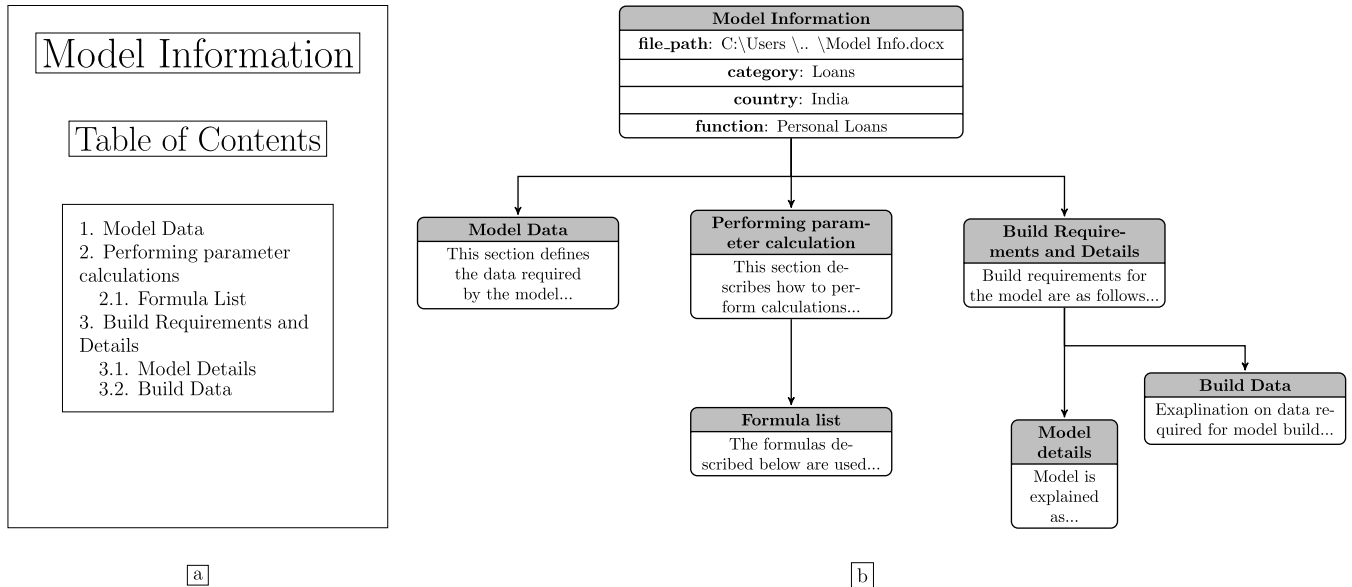 Model Information
Table of Contents
1. Model Data
2. Performing parameter
calculations
2.1. Formula List
3. Build Requirements and
Details
3.1. Model Details
3.2. Build Data
a
Model Information
file_path: C:\Users \.. \Model Info.docx
category: Loans
country: India
function: Personal Loans
Model Data
This section defines
the data required
by the model...
Performing param-
eter calculation
This section de-
scribes how to per-
form calculations...
Build Require-
ments and Details
Build requirements for
the model are as follows...
Formula list
The formulas de-
scribed below are used...
Model
details
Model is
explained
as...
Build Data
Exaplination on data re-
quired for model build...
b